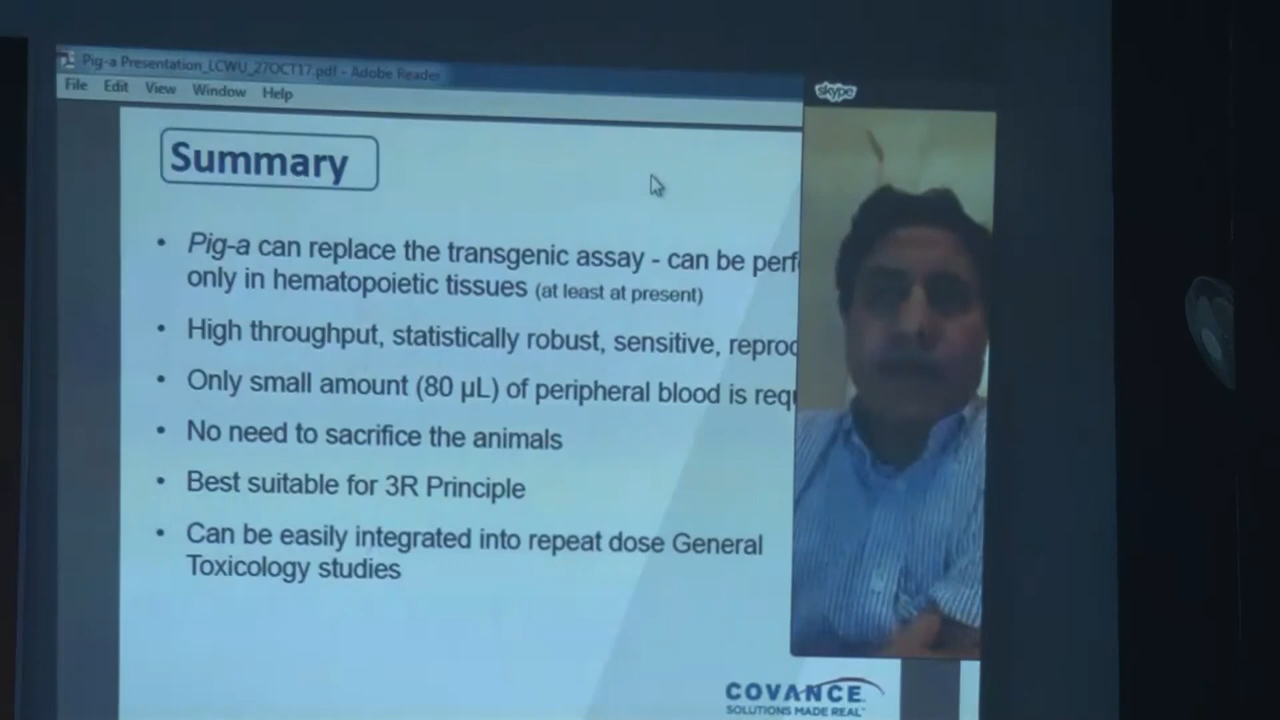 Pig-a Presentation_LCWU_27OCT17.pdf - Adobe Reader
File Edit View Window Help
skype
Summary
• Pig-a can replace the transgenic assay - can be perf
only in hematopoietic tissues (at least at present)
• High throughput, statistically robust, sensitive, reprod
• Only small amount (80 µL) of peripheral blood is requ
• No need to sacrifice the animals
• Best suitable for 3R Principle
• Can be easily integrated into repeat dose General
Toxicology studies
COVANCE
SOLUTIONS MADE REAL